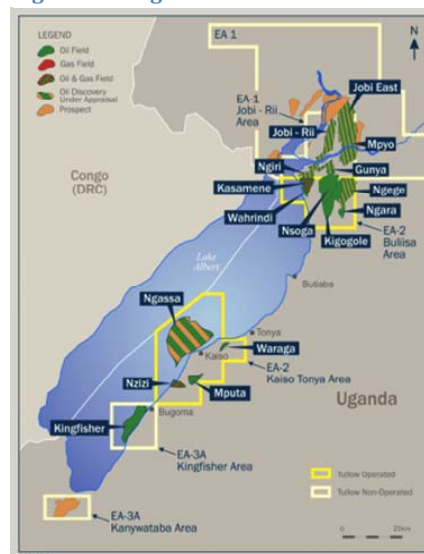 LEGEND
Oil Field
Gas Field
Oil & Gas Field
Oil Discovery
Under Appraisal
Prospect
EA 1
N
EA-1
Jobi - Rii
Area
Jobi East
Jobi - Rii
Mpyo
Ngiri
Gunya
Kasamene
Ngege
Wahrindi
Ngara
Nsoga
Kigogole
EA-2
Buliisa
Area
Congo
(DRC)
Lake
Albert
Butiaba
Ngassa
Tonya
Kaiso
Waraga
EA-2
Kaiso Tonya Area
Nzizi
Mputa
Uganda
Kingfisher
Bugoma
EA-3A
Kingfisher Area
Tullow Operated
Tullow Non-Operated
EA-3A
Kanywataba Area
0
25km